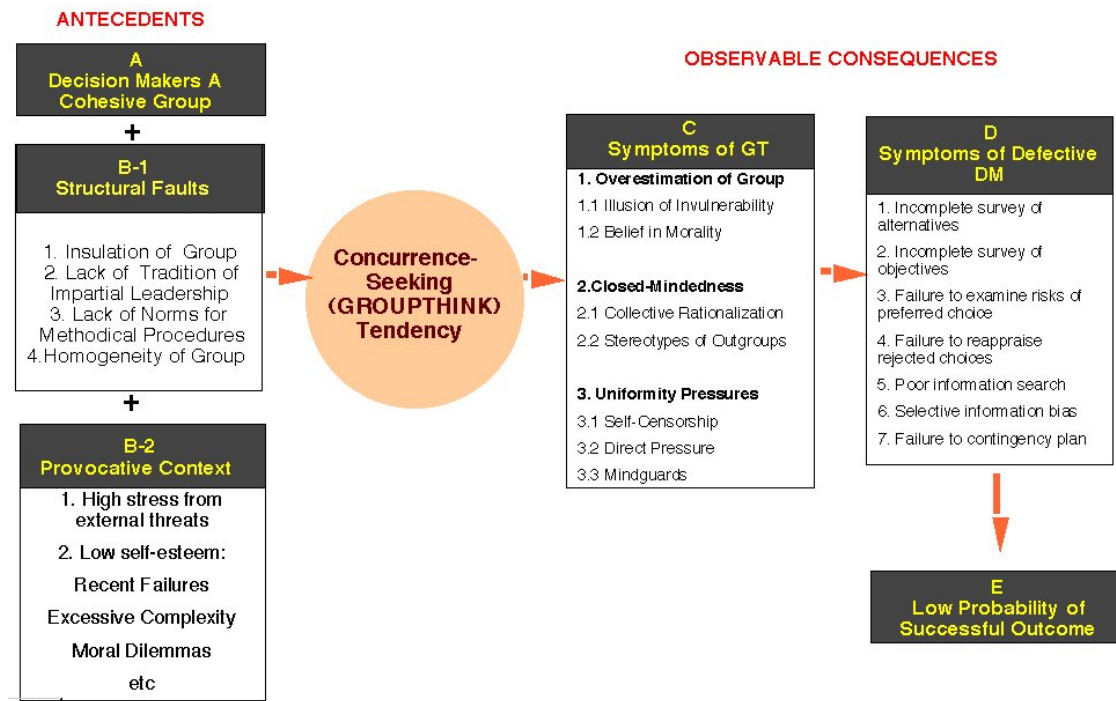 ANTECEDENTS
A
Decision Makers A
Cohesive Group
+
B-1
Structural Faults
1. Insulation of Group
2. Lack of Tradition of
Impartial Leadership
3. Lack of Norms for
Methodical Procedures
4.Homogeneity of Group
+
B-2
Provocative Context
1. High stress from
external threats
2. Low self-esteem:
Recent Failures
Excessive Complexity
Moral Dilemmas
etc
Concurrence-
Seeking
(GROUPTHINK)
Tendency
OBSERVABLE CONSEQUENCES
C
Symptoms of GT
1. Overestimation of Group
1.1 Illusion of Invulnerability
1.2 Belief in Morality
2.Closed-Mindedness
2.1 Collective Rationalization
2.2 Stereotypes of Outgroups
3. Uniformity Pressures
3.1 Self-Censorship
3.2 Direct Pressure
3.3 Mindguards
D
Symptoms of Defective
DM
1. Incomplete survey of
alternatives
2. Incomplete survey of
objectives
3. Failure to examine risks of
preferred choice
4. Failure to reappraise
rejected choices
5. Poor information search
6. Selective information bias
7. Failure to contingency plan
E
Low Probability of
Successful Outcome